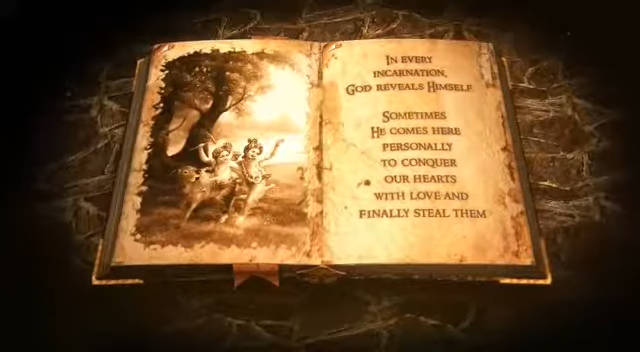 IN EVERY
INCARNATION,
GOD REVEALS HIMSELF
SOMETIMES
HE COMES HERE
PERSONALLY
TO CONQUER
OUR HEARTS
WITH LOVE AND
FINALLY STEAL THEM